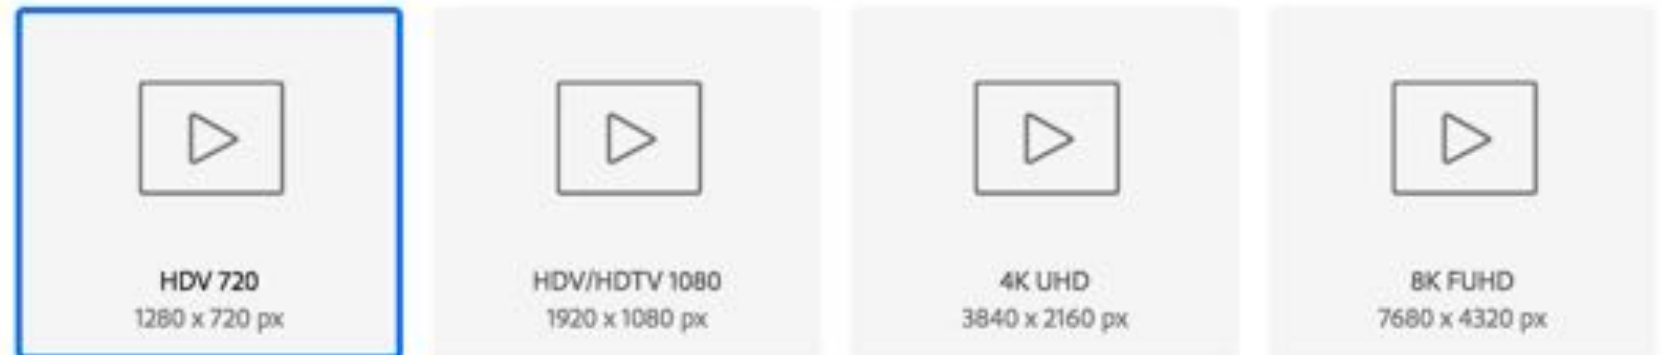 HDV 720
1280 x 720 px
HDV/HDTV 1080
1920 x 1080 px
4K UHD
3840 x 2160 px
8K FUHD
7680 x 4320 px